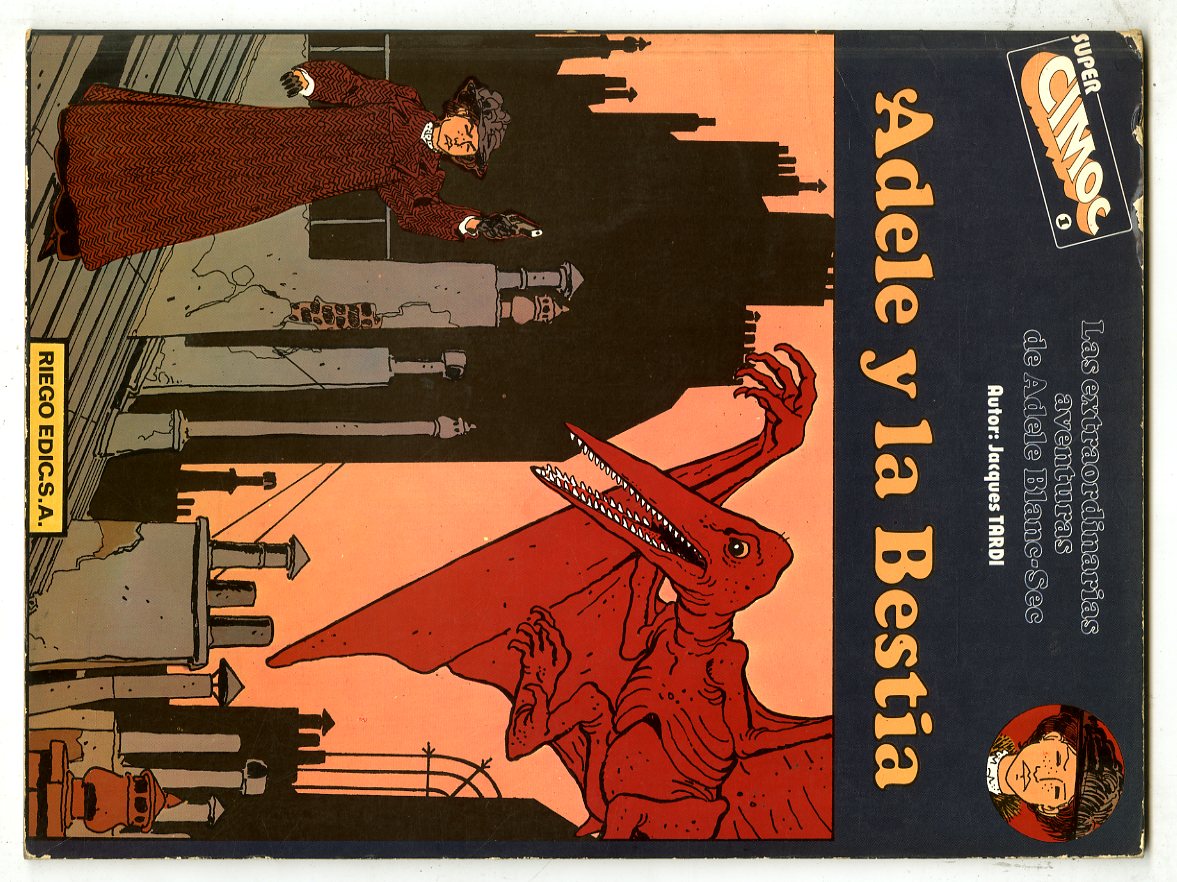 SUPER
CIMOC
1
Las extraordinarias
aventuras
de Adele Blanc-Sec
Autor: Jacques TARDI
Adele y la Bestia
RIEGO EDIC.S.A.